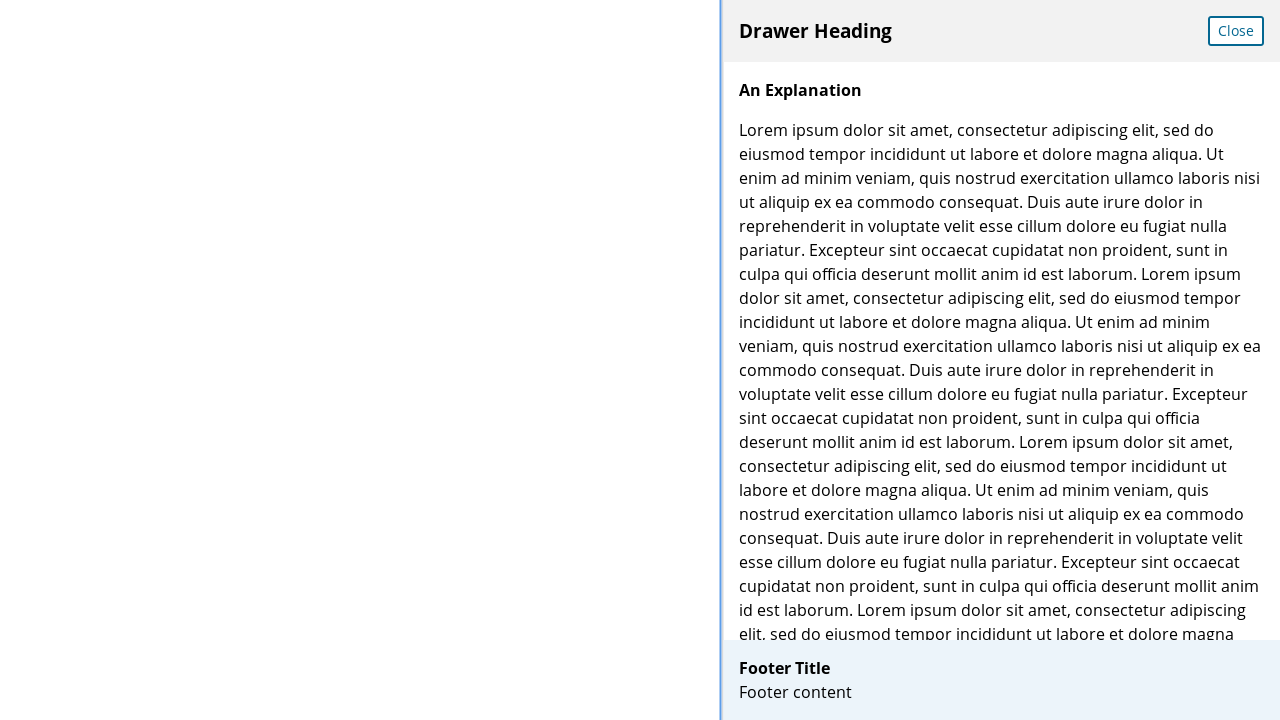 Drawer Heading
Close
An Explanation
Lorem ipsum dolor sit amet, consectetur adipiscing elit, sed do
eiusmod tempor incididunt ut labore et dolore magna aliqua. Ut
enim ad minim veniam, quis nostrud exercitation ullamco laboris nisi
ut aliquip ex ea commodo consequat. Duis aute irure dolor in
reprehenderit in voluptate velit esse cillum dolore eu fugiat nulla
pariatur. Excepteur sint occaecat cupidatat non proident, sunt in
culpa qui officia deserunt mollit anim id est laborum. Lorem ipsum
dolor sit amet, consectetur adipiscing elit, sed do eiusmod tempor
incididunt ut labore et dolore magna aliqua. Ut enim ad minim
veniam, quis nostrud exercitation ullamco laboris nisi ut aliquip ex ea
commodo consequat. Duis aute irure dolor in reprehenderit in
voluptate velit esse cillum dolore eu fugiat nulla pariatur. Excepteur
sint occaecat cupidatat non proident, sunt in culpa qui officia
deserunt mollit anim id est laborum. Lorem ipsum dolor sit amet,
consectetur adipiscing elit, sed do eiusmod tempor incididunt ut
labore et dolore magna aliqua. Ut enim ad minim veniam, quis
nostrud exercitation ullamco laboris nisi ut aliquip ex ea commodo
consequat. Duis aute irure dolor in reprehenderit in voluptate velit
esse cillum dolore eu fugiat nulla pariatur. Excepteur sint occaecat
cupidatat non proident, sunt in culpa qui officia deserunt mollit anim
id est laborum. Lorem ipsum dolor sit amet, consectetur adipiscing
elit, sed do eiusmod tempor incididunt ut labore et dolore magna
Footer Title
Footer content